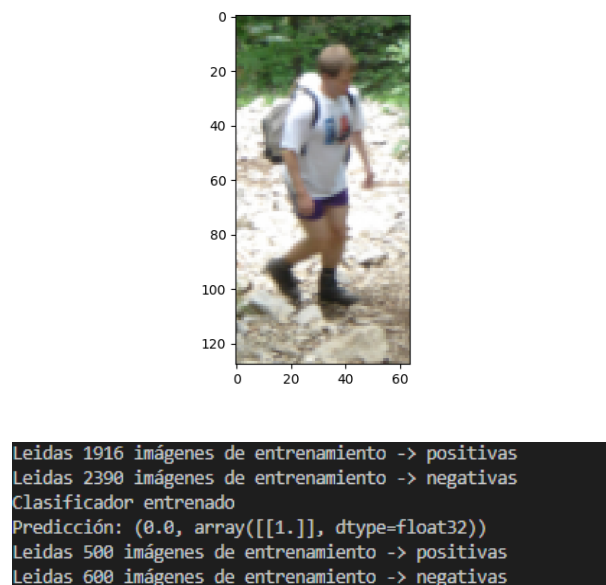 0
20
40
60
80
100
120
0 20 40 60
Leidas 1916 imágenes de entrenamiento -> positivas
Leidas 2390 imágenes de entrenamiento -> negativas
Clasificador entrenado
Predicción: (0.0, array([[1.]], dtype=float32))
Leidas 500 imágenes de entrenamiento -> positivas
Leidas 600 imágenes de entrenamiento -> negativas